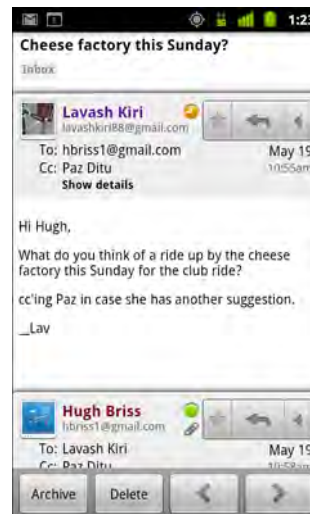 1:23
Cheese factory this Sunday?
Inbox
Lavash Kiri
lavashkiri88@gmail.com
To: hbriss1@gmail.com
May 19
Cc: Paz Ditu
10:55am
Show details
Hi Hugh,
What do you think of a ride up by the cheese
factory this Sunday for the club ride?
cc'ing Paz in case she has another suggestion.
__Lav
Hugh Briss
hbriss1@gmail.com
To: Lavash Kiri
May 19
Cc: Paz Ditu
10:58am
Archive
Delete